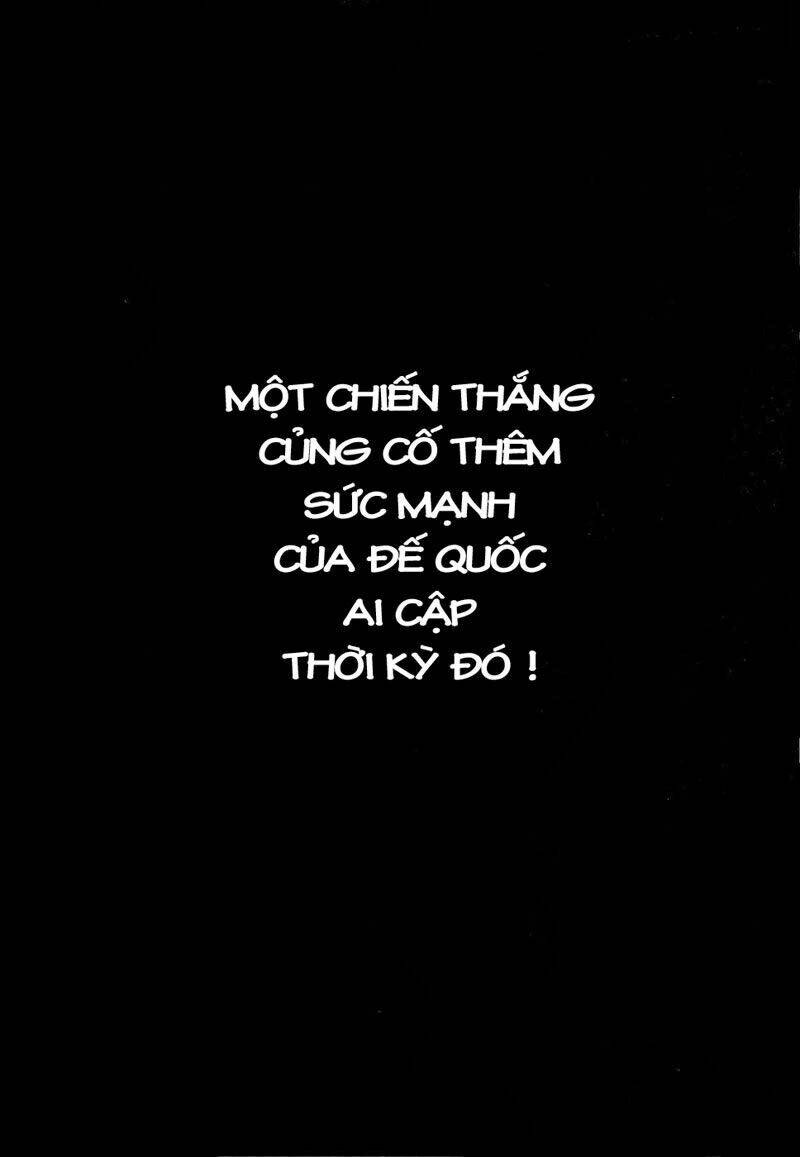 MỘT CHIẾN THẮNG
CỦNG CỐ THÊM
SỨC MẠNH
CỦA ĐẾ QUỐC
AI CẬP
THỜI KỲ ĐÓ !